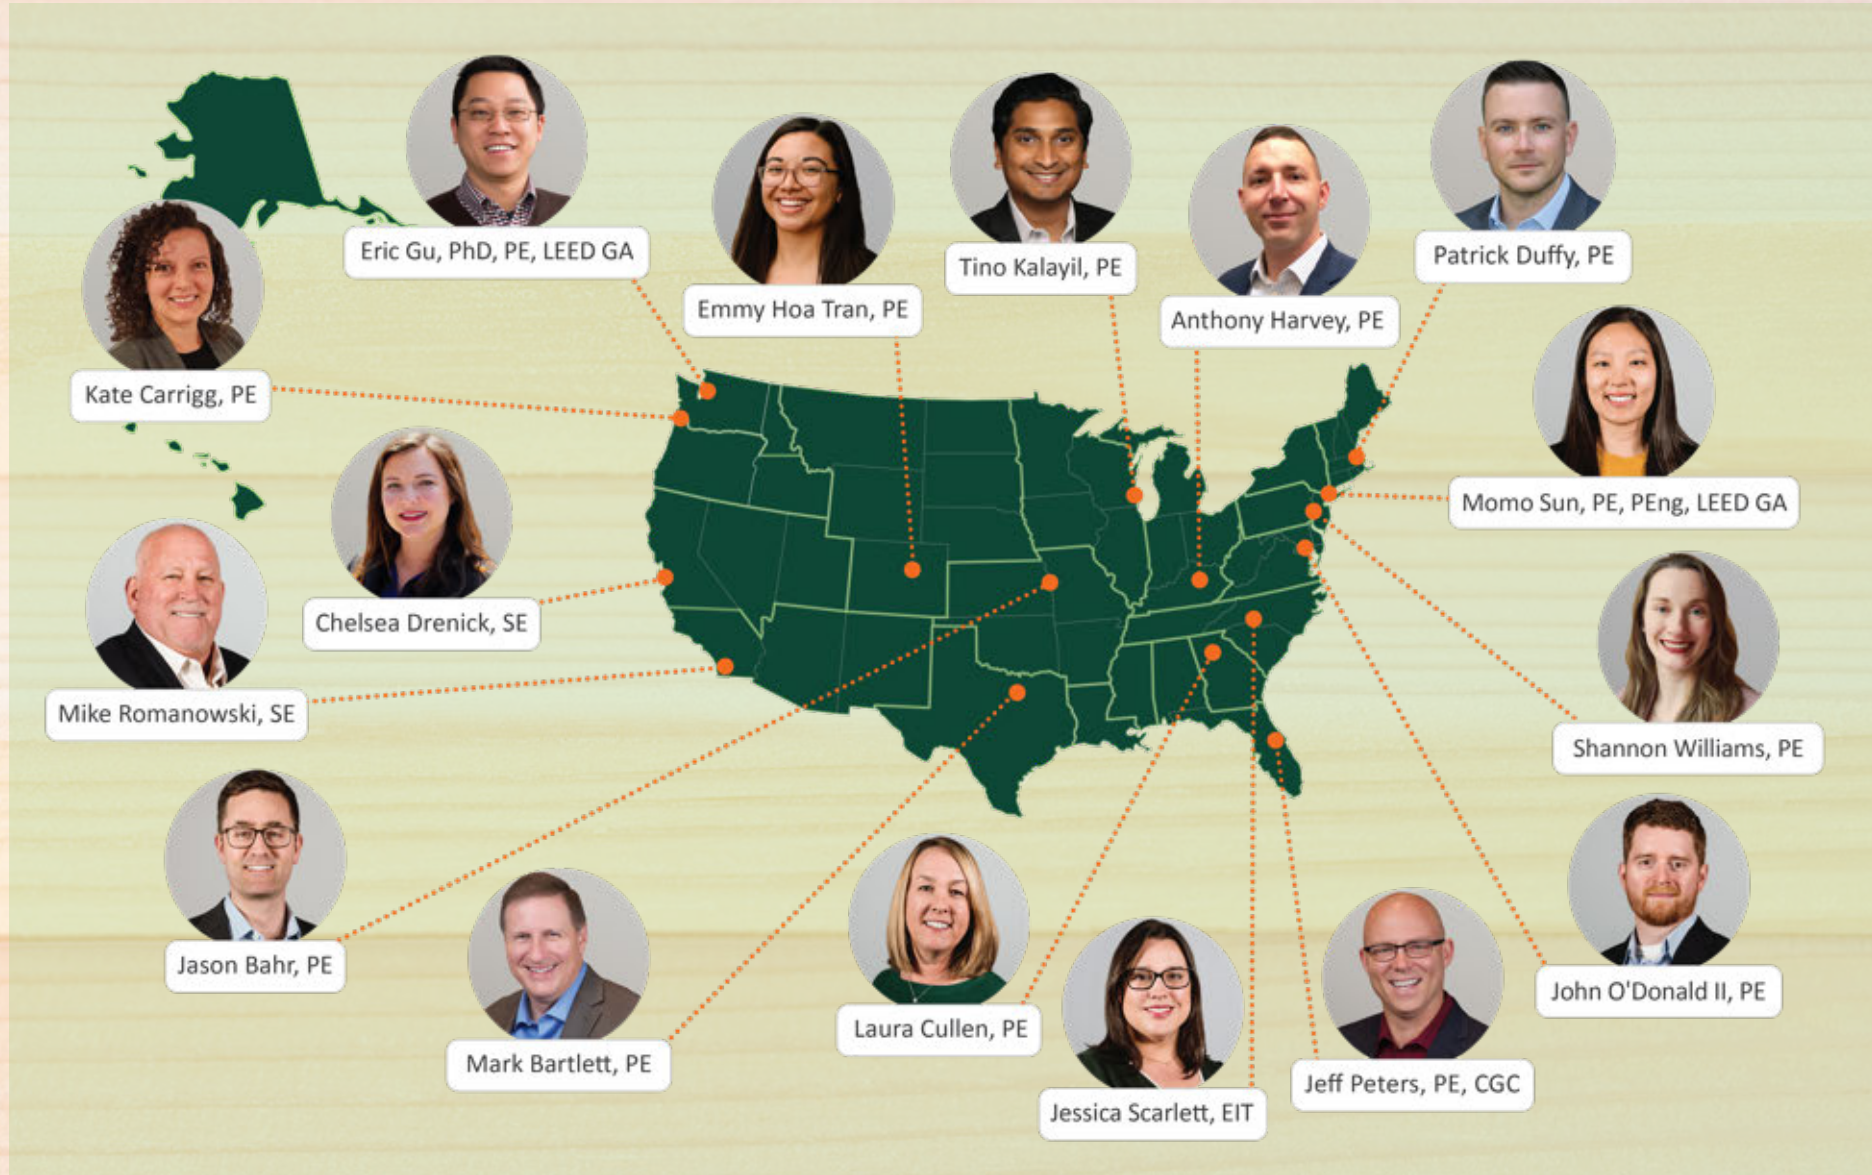 Eric Gu, PhD, PE, LEED GA
Emmy Hoa Tran, PE
Tino Kalayil, PE
Anthony Harvey, PE
Patrick Duffy, PE
Kate Carrigg, PE
Momo Sun, PE, PEng, LEED GA
Chelsea Drenick, SE
Mike Romanowski, SE
Shannon Williams, PE
Jason Bahr, PE
Mark Bartlett, PE
Laura Cullen, PE
Jessica Scarlett, EIT
Jeff Peters, PE, CGC
John O'Donald II, PE